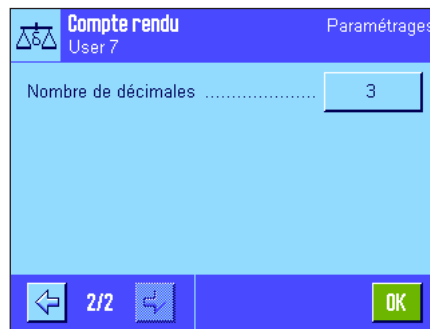 Compte rendu
Paramétrages
User 7
Nombre de décimales ..................... 3
2/2
OK